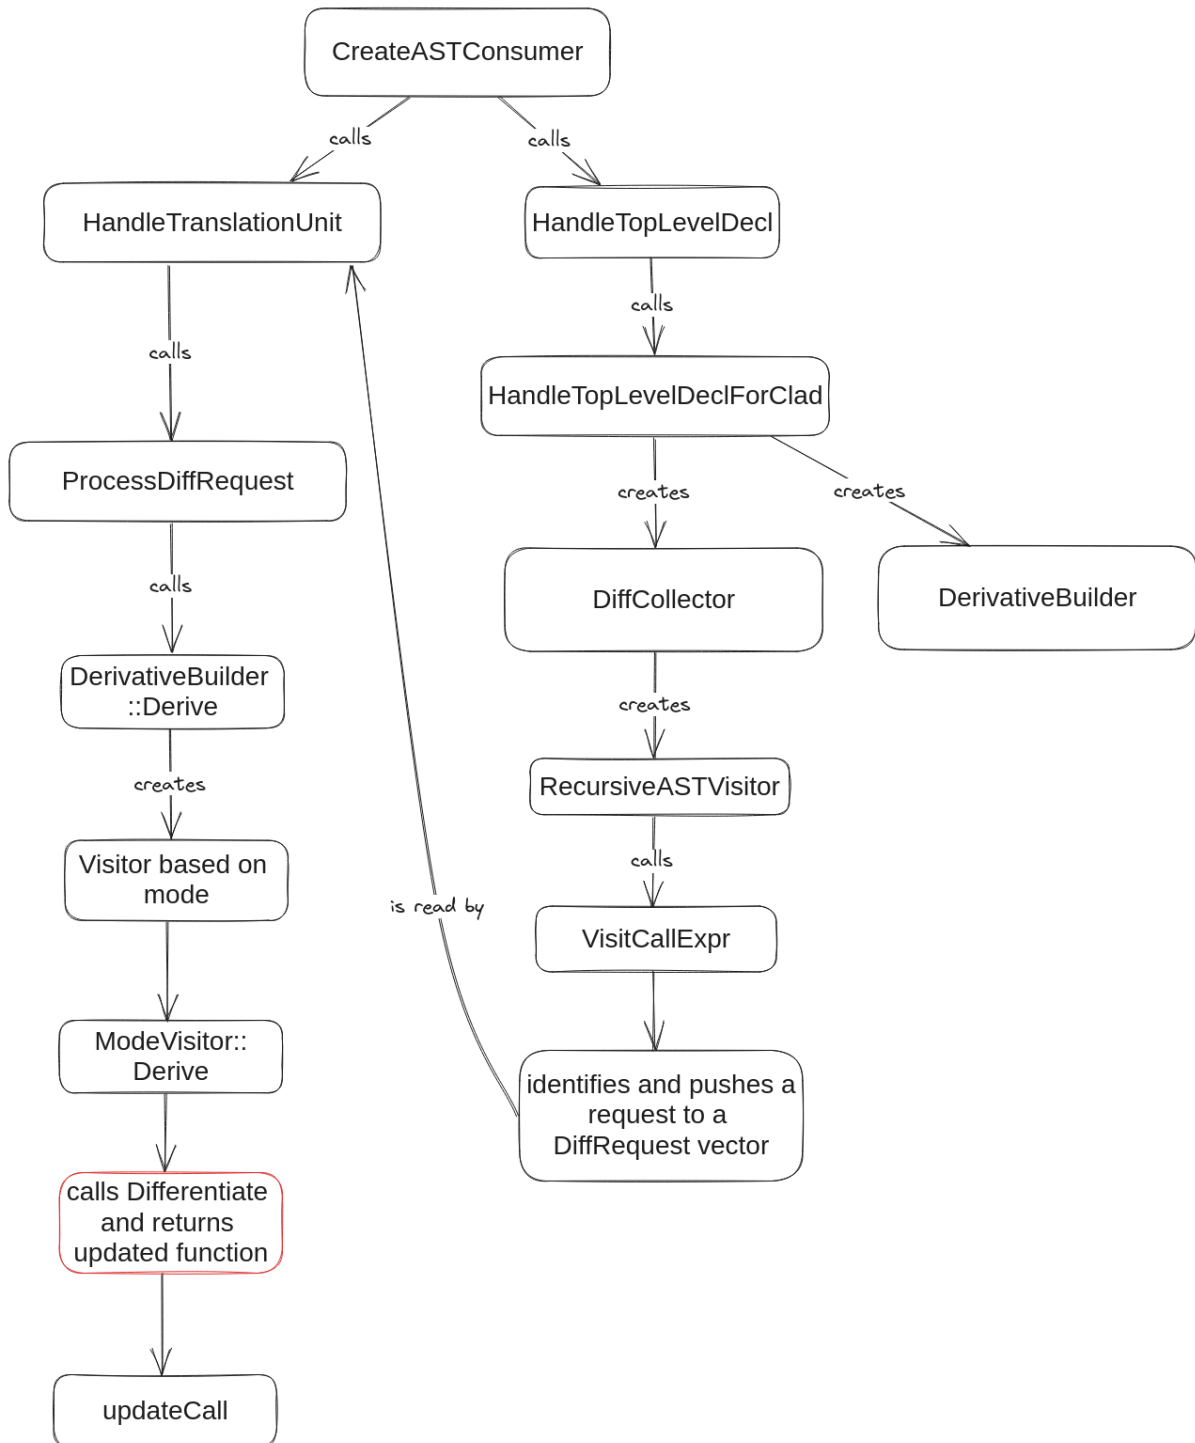 CreateASTConsumer
calls
calls
HandleTranslationUnit
HandleTopLevelDecl
calls
calls
HandleTopLevelDeclForClad
ProcessDiffRequest
creates
creates
calls
DiffCollector
DerivativeBuilder
DerivativeBuilder
::Derive
creates
creates
RecursiveASTVisitor
calls
Visitor based on
mode
is read by
VisitCallExpr
ModeVisitor::
Derive
identifies and pushes a
request to a
DiffRequest vector
calls Differentiate
and returns
updated function
updateCall